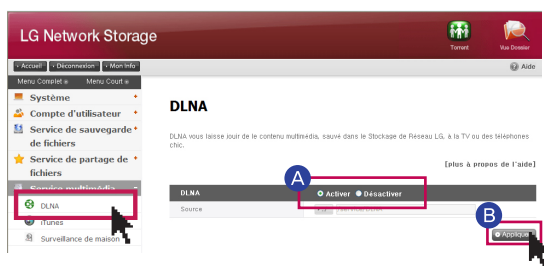 LG Network Storage
Torrent
Vue Dossier
Accueil
Déconnexion
Mon Info
Aide
Menu Complet
Menu Court
Système
Compte d'utilisateur
Service de sauvegarde
de fichiers
Service de partage de
fichiers
Service multimédia
DLNA
iTunes
Surveillance de maison
DLNA
DLNA vous laisse jouir de le contenu multimédia, sauvé dans le Stockage de Réseau LG, à la TV ou des téléphones
chic.
[plus à propos de l'aide]
A
DLNA
Activer
Désactiver
Source
B
Applique